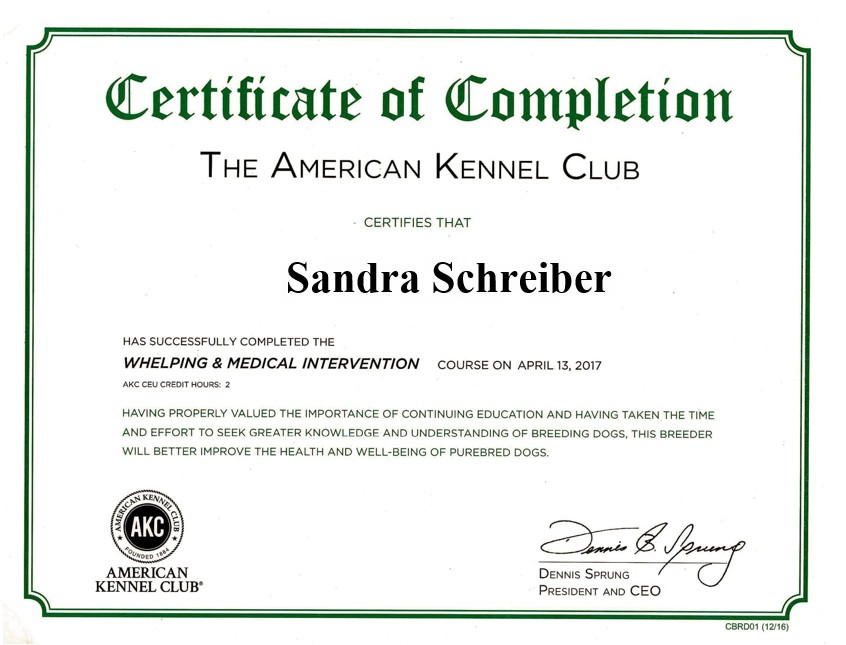 Certificate of Completion
THE AMERICAN KENNEL CLUB
CERTIFIES THAT
Sandra Schreiber
HAS SUCCESSFULLY COMPLETED THE
WHELPING & MEDICAL INTERVENTION COURSE ON APRIL 13, 2017
AKC CEU CREDIT HOURS: 2
HAVING PROPERLY VALUED THE IMPORTANCE OF CONTINUING EDUCATION AND HAVING TAKEN THE TIME
AND EFFORT TO SEEK GREATER KNOWLEDGE AND UNDERSTANDING OF BREEDING DOGS, THIS BREEDER
WILL BETTER IMPROVE THE HEALTH AND WELL-BEING OF PUREBRED DOGS.
AMERICAN KENNEL CLUB
AKC
FOUNDED 1884
AMERICAN
KENNEL CLUB®
Dennis B. Sprung
DENNIS SPRUNG
PRESIDENT AND CEO
CBRD01 (12/16)